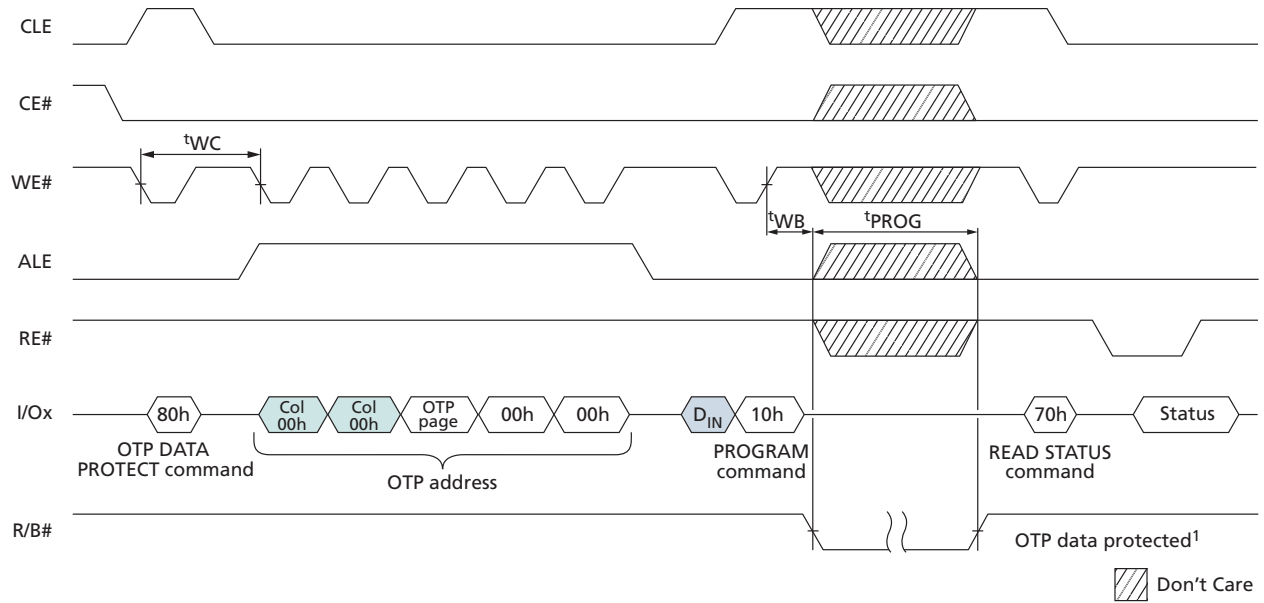 CLE
CE#
tWC
WE#
tWB
tPROG
ALE
RE#
I/Ox
80h
Col
00h
Col
00h
OTP
page
00h
00h
DIN
10h
70h
Status
OTP DATA
PROTECT command
OTP address
PROGRAM
command
READ STATUS
command
R/B#
OTP data protected1
Don't Care